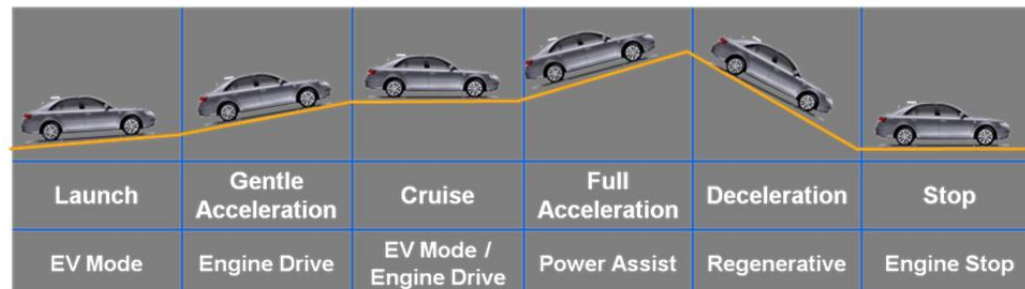 Launch
Gentle
Acceleration
Cruise
Full
Acceleration
Deceleration
Stop
EV Mode
Engine Drive
EV Mode /
Engine Drive
Power Assist
Regenerative
Engine Stop